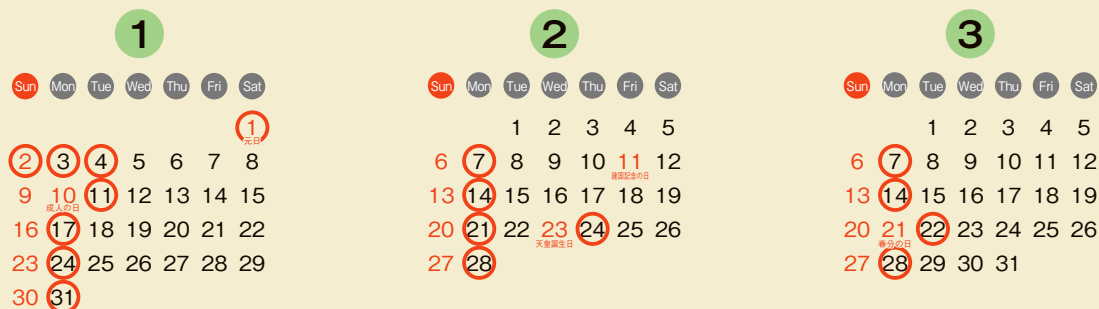 1
Sun Mon Tue Wed Thu Fri Sat
1
元日
2 3 4 5 6 7 8
9 10 11 12 13 14 15
成人の日
16 17 18 19 20 21 22
23 24 25 26 27 28 29
30 31
2
Sun Mon Tue Wed Thu Fri Sat
1 2 3 4 5
6 7 8 9 10 11 12
建国記念の日
13 14 15 16 17 18 19
20 21 22 23 24 25 26
天皇誕生日
27 28
3
Sun Mon Tue Wed Thu Fri Sat
1 2 3 4 5
6 7 8 9 10 11 12
13 14 15 16 17 18 19
20 21 22 23 24 25 26
春分の日
27 28 29 30 31